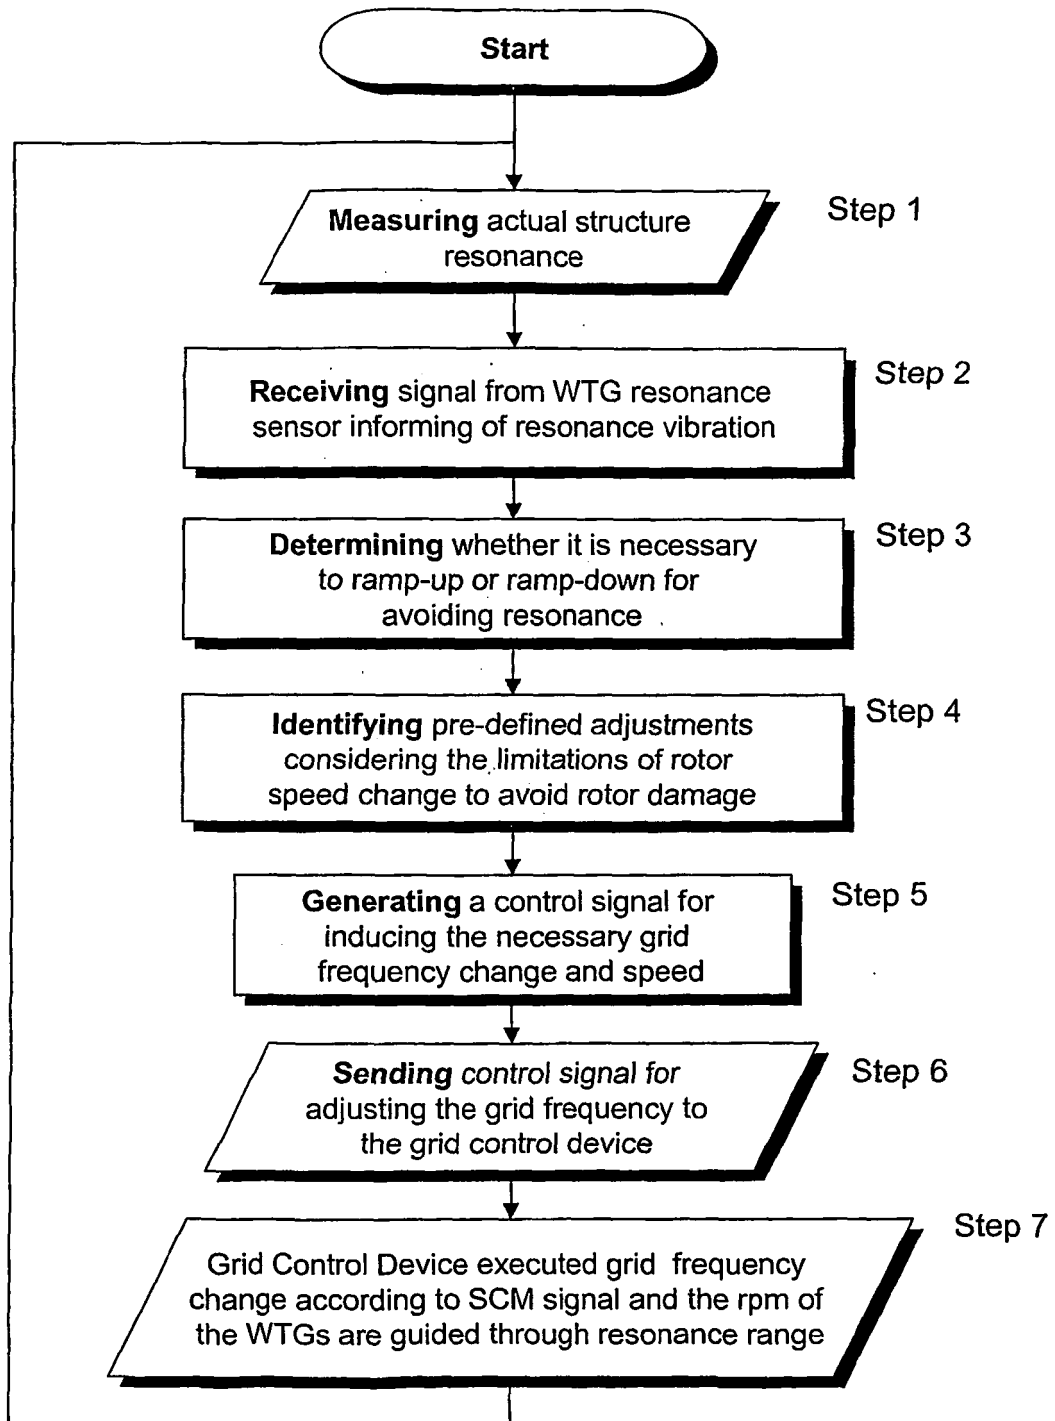 Start
Measuring actual structure
resonance
Step 1
Receiving signal from WTG resonance
sensor informing of resonance vibration
Step 2
Determining whether it is necessary
to ramp-up or ramp-down for
avoiding resonance
Step 3
Identifying pre-defined adjustments
considering the limitations of rotor
speed change to avoid rotor damage
Step 4
Generating a control signal for
inducing the necessary grid
frequency change and speed
Step 5
Sending control signal for
adjusting the grid frequency to
the grid control device
Step 6
Grid Control Device executed grid frequency
change according to SCM signal and the rpm of
the WTGs are guided through resonance range
Step 7